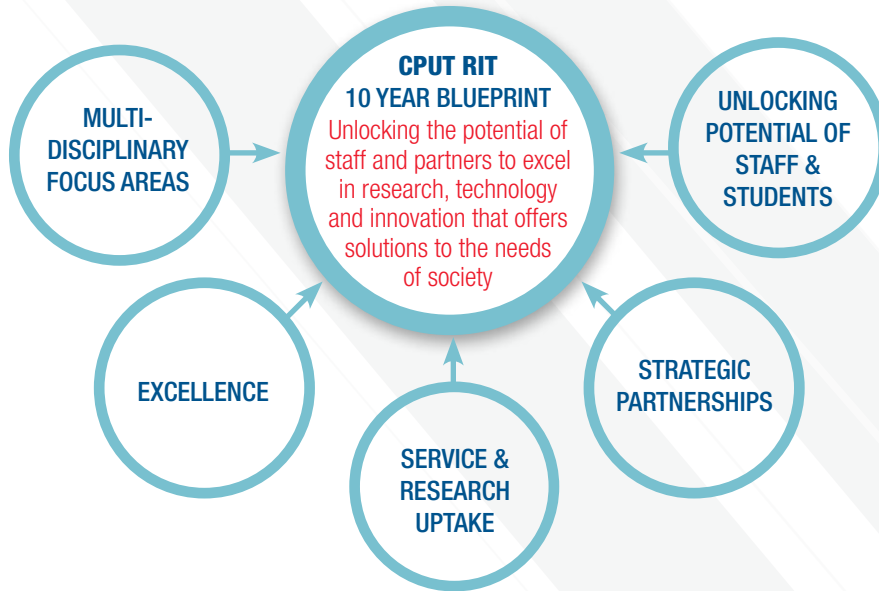 CPUT RIT
10 YEAR BLUEPRINT
Unlocking the potential of
staff and partners to excel
in research, technology
and innovation that offers
solutions to the needs
of society
MULTI-
DISCIPLINARY
FOCUS AREAS
UNLOCKING
POTENTIAL OF
STAFF &
STUDENTS
EXCELLENCE
STRATEGIC
PARTNERSHIPS
SERVICE &
RESEARCH
UPTAKE